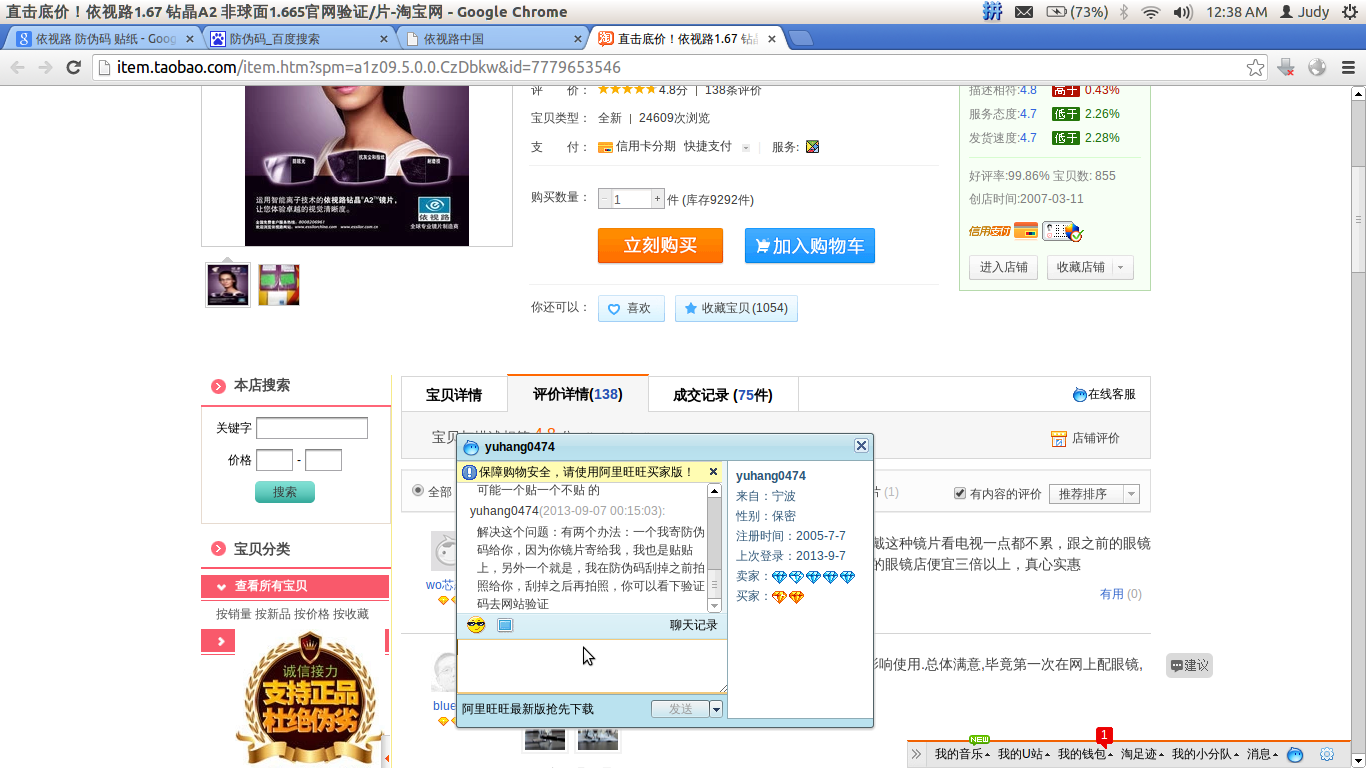 直击底价！依视路1.67 钻晶A2 非球面1.665官网验证/片-淘宝网 - Google Chrome
拼 (73%) 12:38 AM Judy
依视路 防伪码 贴纸 - Goog
防伪码_百度搜索
依视路中国
直击底价！依视路1.67 钻
item.taobao.com/item.htm?spm=a1z09.5.0.0.CzDbkw&id=7779653546
评 价： 4.8分 | 138条评价
宝贝类型： 全新 | 24609次浏览
支 付： 信用卡分期 快捷支付 服务:
购买数量： 1 件 (库存9292件)
立刻购买 加入购物车
你还可以： 喜欢 收藏宝贝(1054)
运用智能离子技术的依视路钻晶®A2™镜片，
让您体验卓越的视觉清晰度。
依视路
全球专业镜片制造商
描述相符:4.8 高于 0.43%
服务态度:4.7 低于 2.26%
发货速度:4.7 低于 2.28%
好评率:99.86% 宝贝数: 855
创店时间:2007-03-11
信用支付
进入店铺 收藏店铺
本店搜索
关键字
价格 -
搜索
宝贝分类
查看所有宝贝
按销量 按新品 按价格 按收藏
诚信接力
支持正品
杜绝伪劣
宝贝详情 评价详情(138) 成交记录 (75件) 在线客服
店铺评价
全部
片 (1) 有内容的评价 推荐排序
wo芯
戴这种镜片看电视一点都不累，跟之前的眼镜
的眼镜店便宜三倍以上，真心实惠
有用 (0)
blue
影响使用.总体满意,毕竟第一次在网上配眼镜,
建议
yuhang0474
保障购物安全，请使用阿里旺旺买家版！
可能一个贴一个不贴 的
yuhang0474(2013-09-07 00:15:03):
解决这个问题：有两个办法：一个我寄防伪
码给你，因为你镜片寄给我，我也是贴贴
上，另外一个就是，我在防伪码刮掉之前拍
照给你，刮掉之后再拍照，你可以看下验证
码去网站验证
聊天记录
阿里旺旺最新版抢先下载 发送
yuhang0474
来自：宁波
性别：保密
注册时间：2005-7-7
上次登录：2013-9-7
卖家：
买家：
NEW 1
我的音乐 我的U站 我的钱包 淘足迹 我的小分队 消息